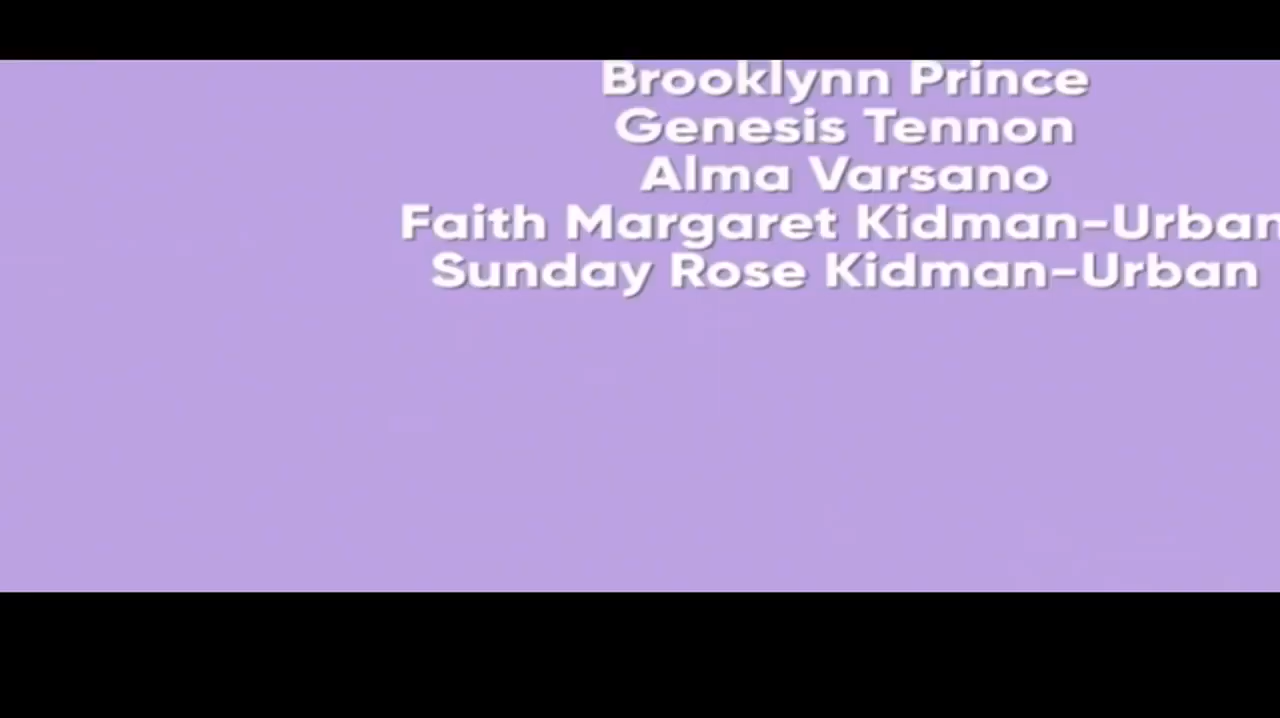 Brooklynn Prince
Genesis Tennon
Alma Varsano
Faith Margaret Kidman-Urban
Sunday Rose Kidman-Urban